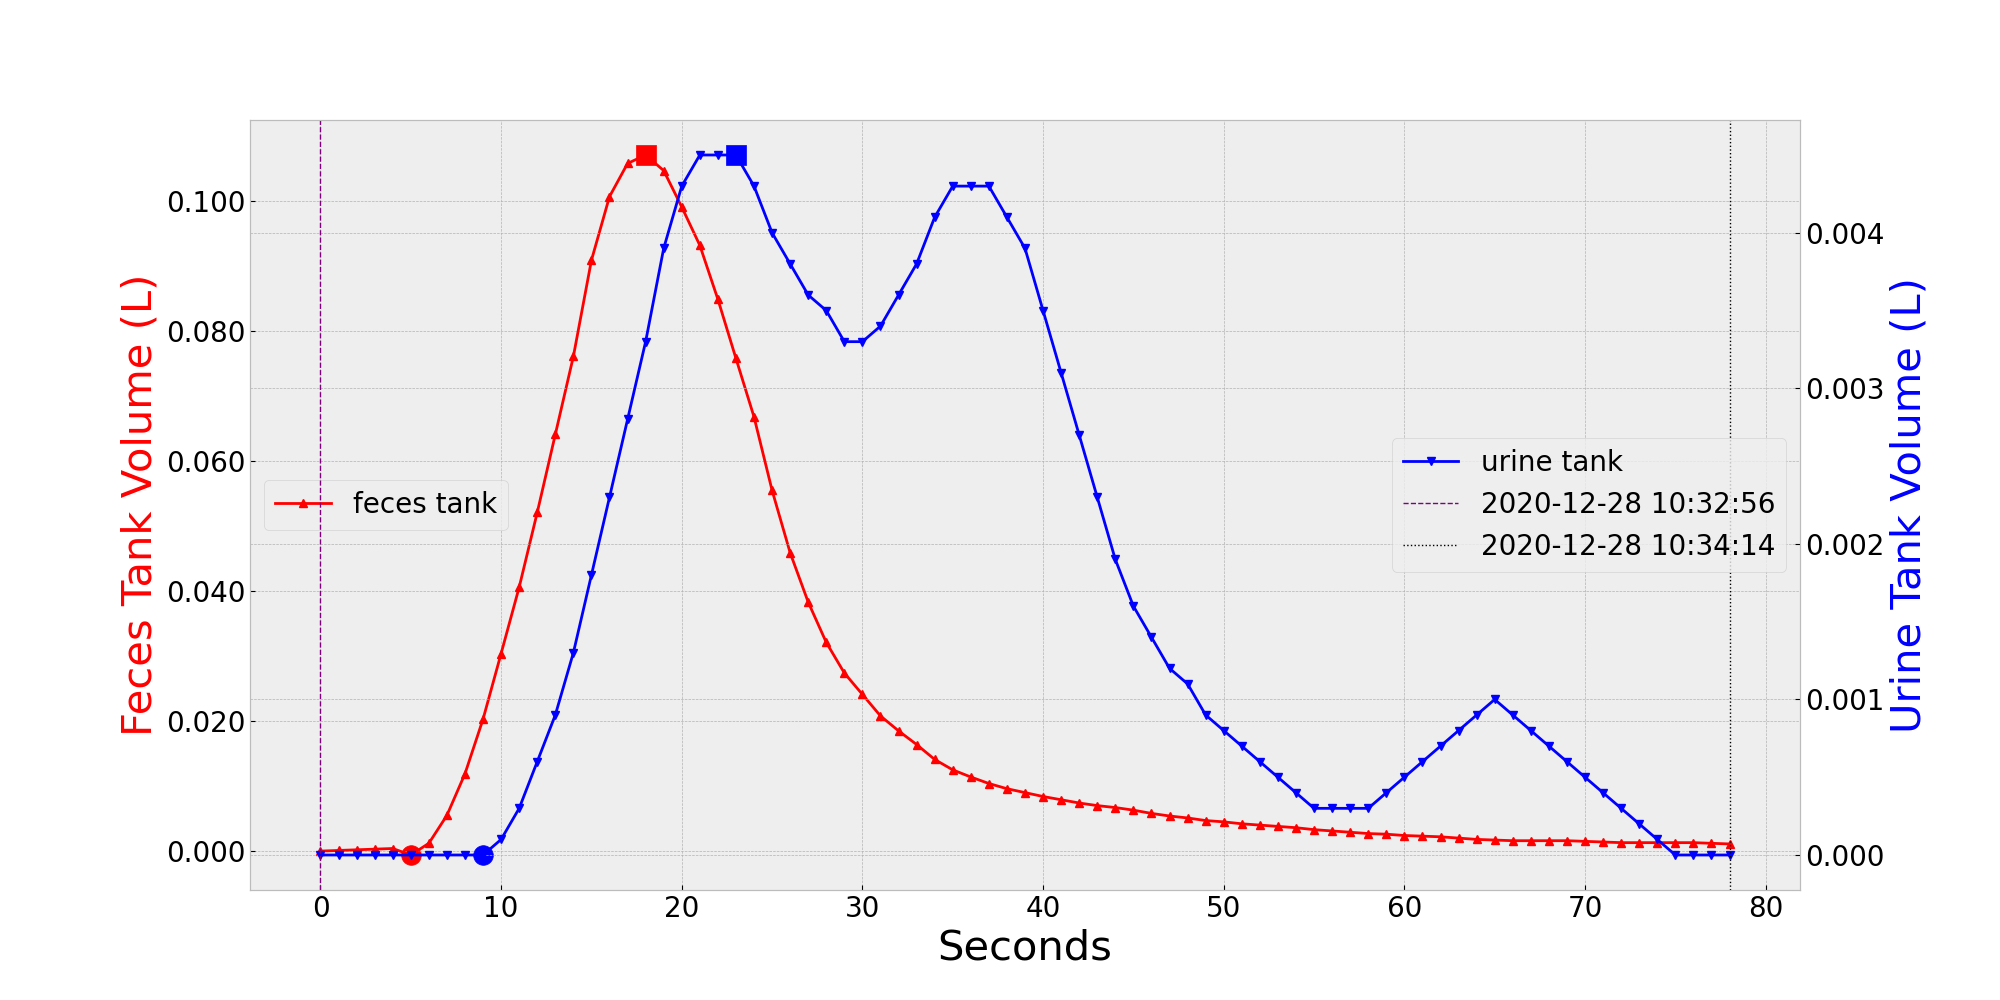 Feces Tank Volume (L)
0.100
0.080
0.060
0.040
0.020
0.000
feces tank
urine tank
2020-12-28 10:32:56
2020-12-28 10:34:14
0.004
0.003
0.002
0.001
0.000
Urine Tank Volume (L)
0 10 20 30 40 50 60 70 80
Seconds